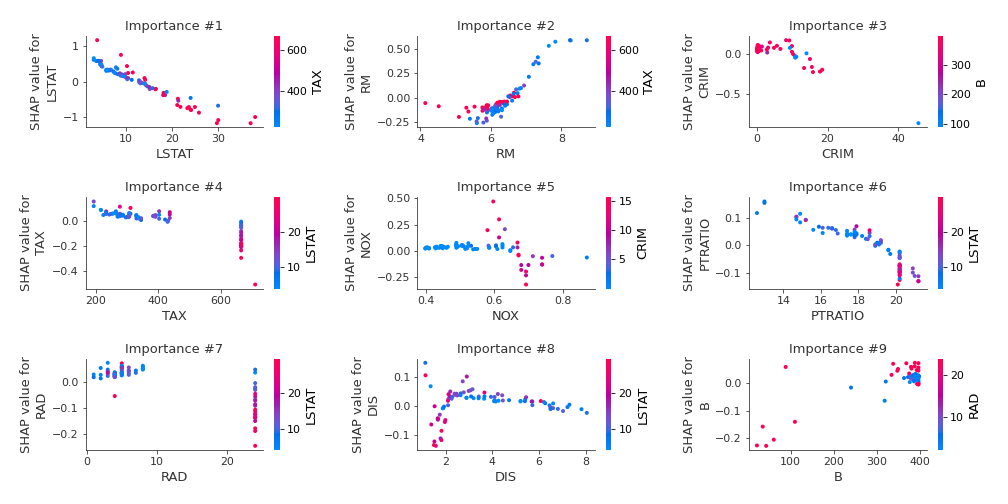 Importance #1
Importance #2
Importance #3
SHAP value for
LSTAT
1
0
−1
10
20
30
LSTAT
600
400
TAX
SHAP value for
RM
0.50
0.25
0.00
−0.25
4
6
8
RM
600
400
TAX
SHAP value for
CRIM
0.0
−0.5
0
20
40
CRIM
300
200
100
B
Importance #4
Importance #5
Importance #6
SHAP value for
TAX
0.0
−0.2
−0.4
200
400
600
TAX
20
10
LSTAT
SHAP value for
NOX
0.50
0.25
0.00
−0.25
0.4
0.6
0.8
NOX
15
10
5
CRIM
SHAP value for
PTRATIO
0.1
0.0
−0.1
14
16
18
20
PTRATIO
20
10
LSTAT
Importance #7
Importance #8
Importance #9
SHAP value for
RAD
0.0
−0.1
−0.2
0
10
20
RAD
20
10
LSTAT
SHAP value for
DIS
0.1
0.0
−0.1
2
4
6
8
DIS
20
10
LSTAT
SHAP value for
B
0.0
−0.1
−0.2
100
200
300
400
B
20
10
RAD